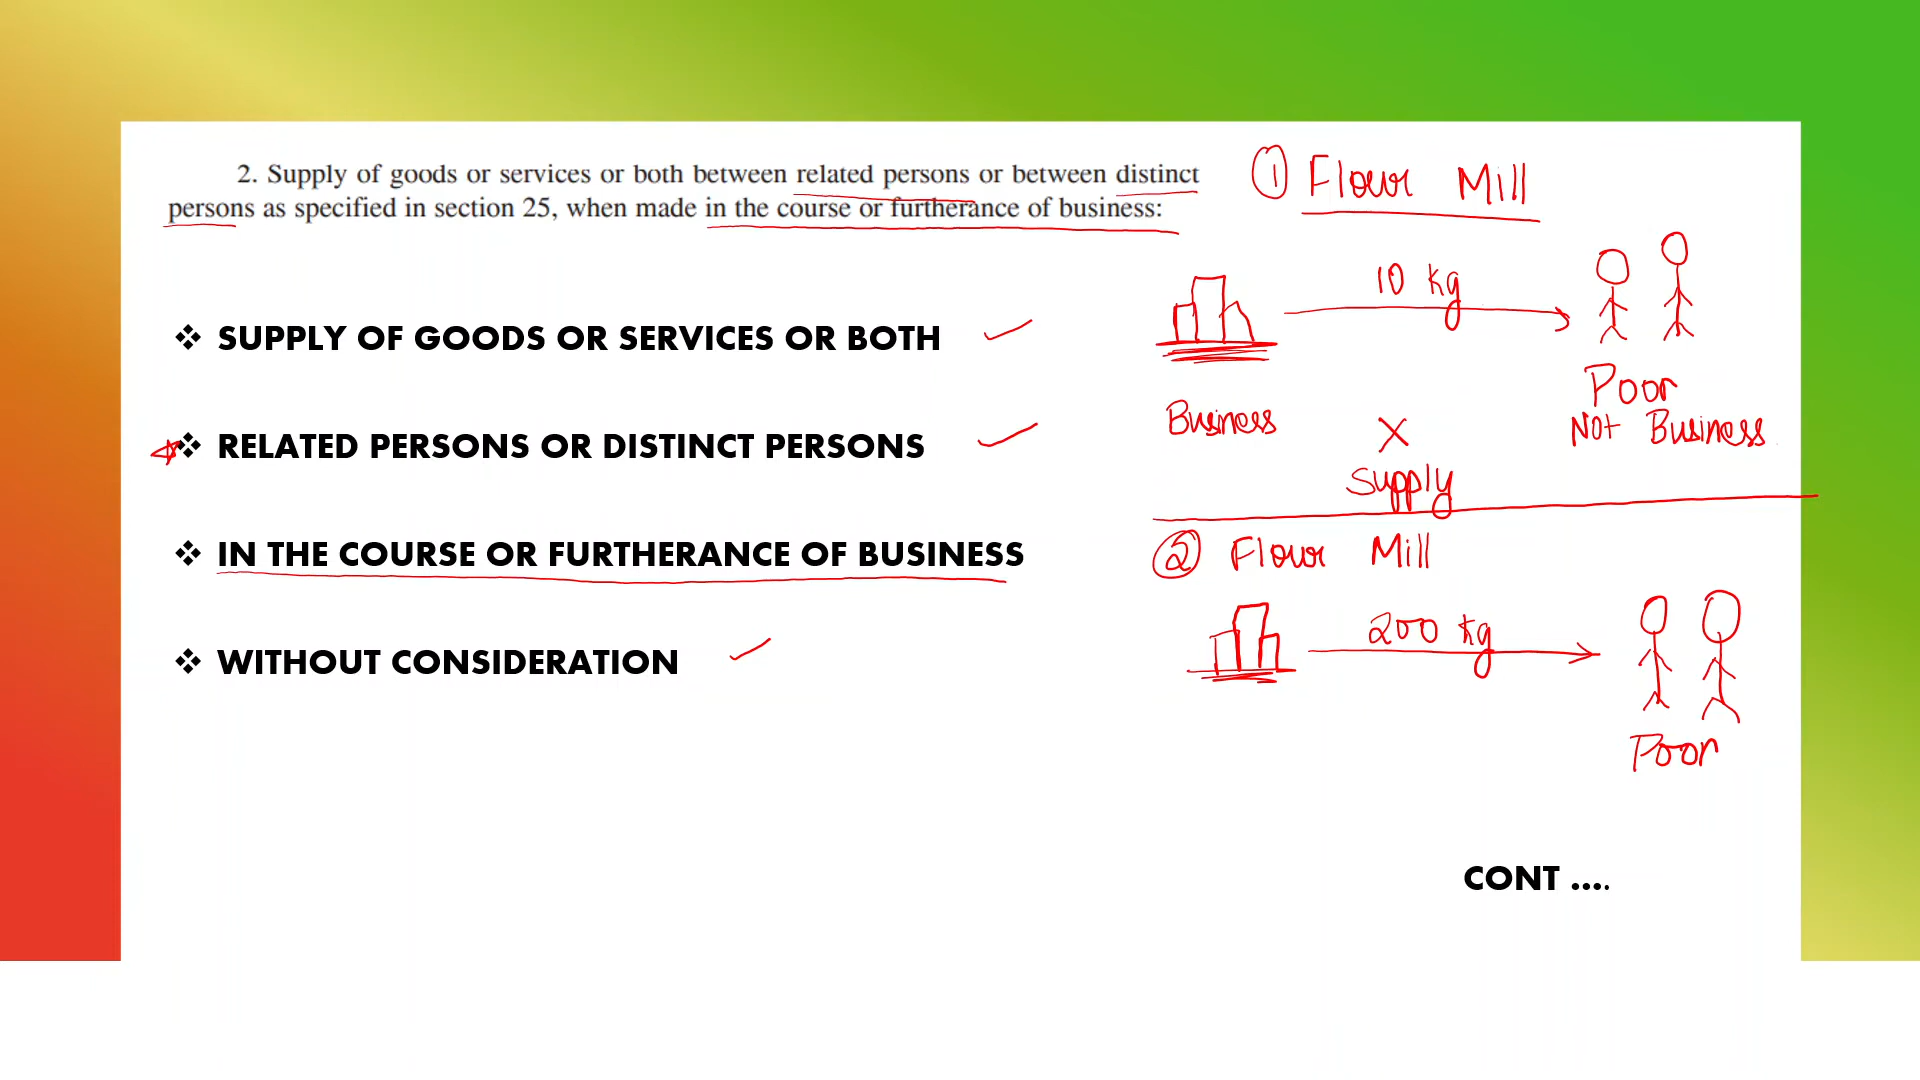 2. Supply of goods or services or both between related persons or between distinct
persons as specified in section 25, when made in the course or furtherance of business:
❖ SUPPLY OF GOODS OR SERVICES OR BOTH
❖ RELATED PERSONS OR DISTINCT PERSONS
❖ IN THE COURSE OR FURTHERANCE OF BUSINESS
❖ WITHOUT CONSIDERATION
① Flour Mill
10 kg
Poor
Business
Not Business
X
Supply
② Flour Mill
200 kg
Poor
CONT ....